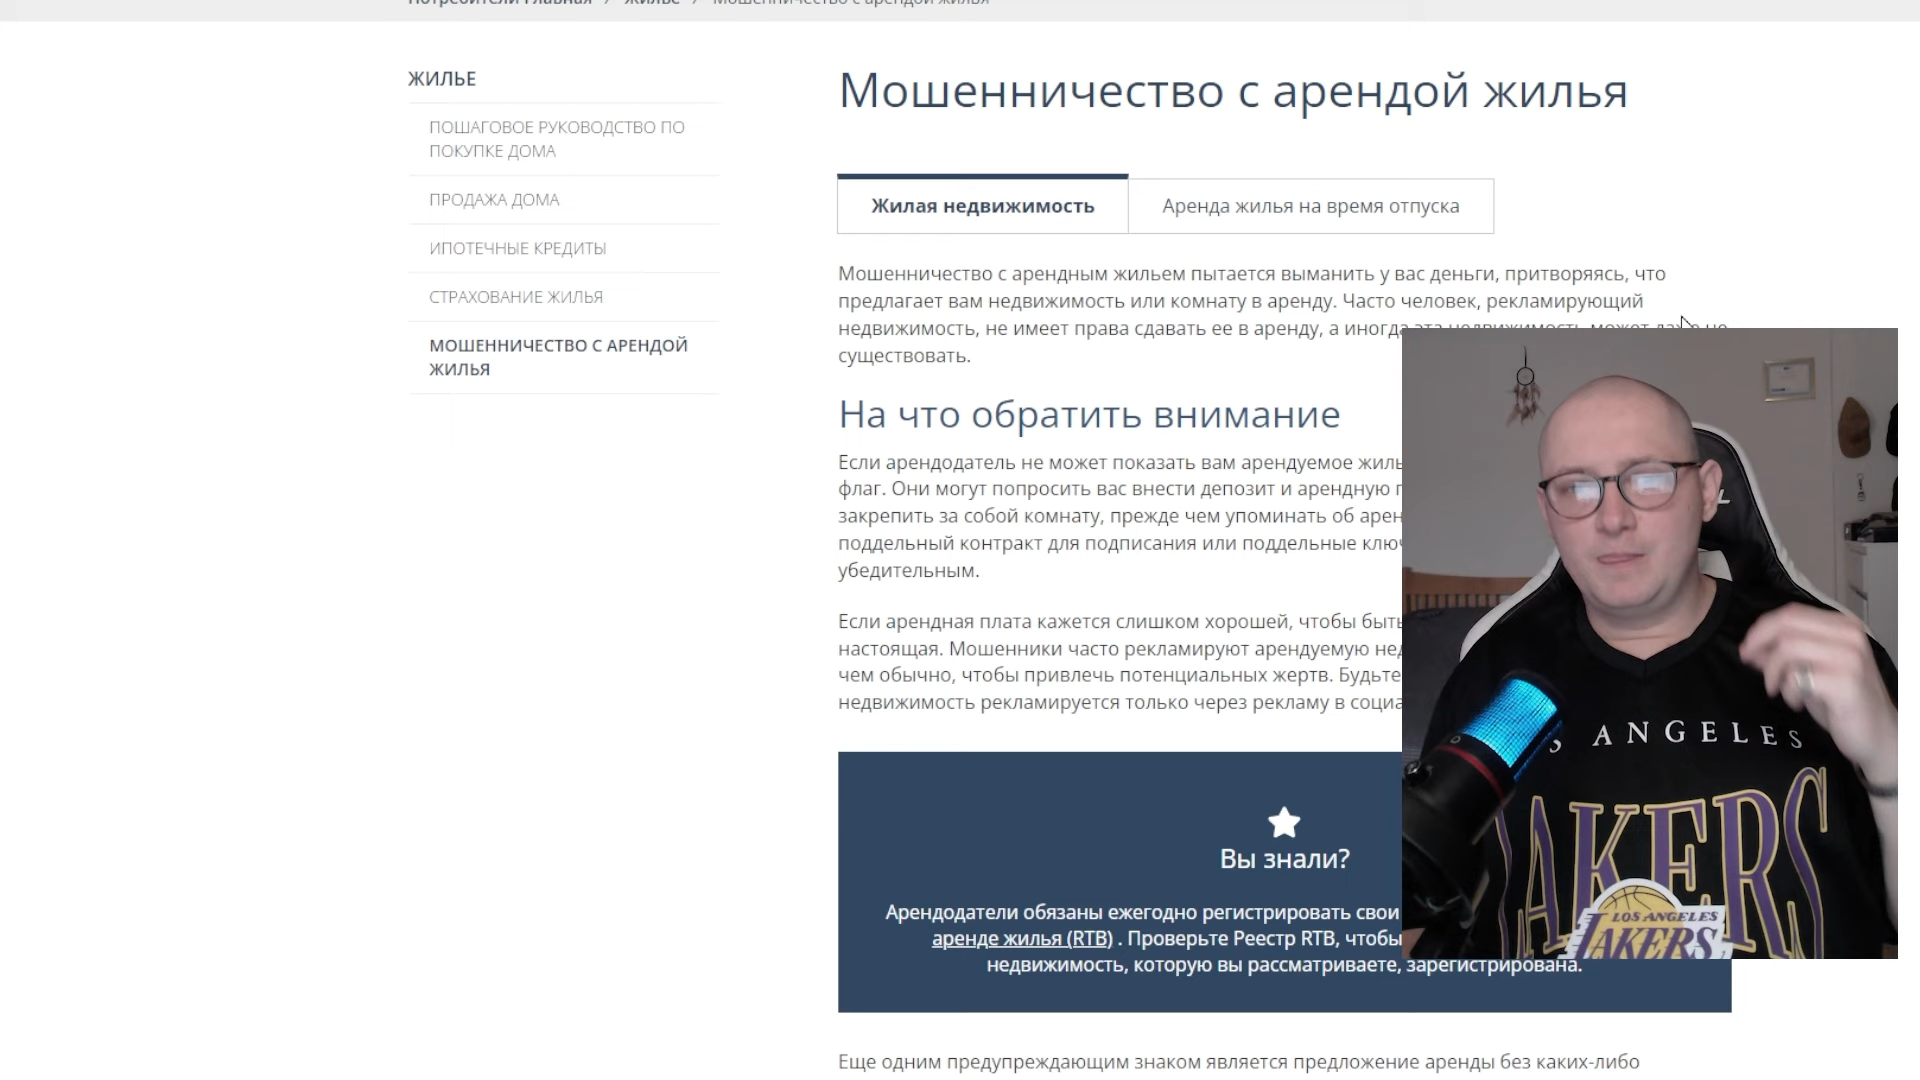 Потребители Главная
Жилье
Мошенничество с арендой жилья
ЖИЛЬЕ
ПОШАГОВОЕ РУКОВОДСТВО ПО
ПОКУПКЕ ДОМА
ПРОДАЖА ДОМА
ИПОТЕЧНЫЕ КРЕДИТЫ
СТРАХОВАНИЕ ЖИЛЬЯ
МОШЕННИЧЕСТВО С АРЕНДОЙ
ЖИЛЬЯ
Мошенничество с арендой жилья
Жилая недвижимость
Аренда жилья на время отпуска
Мошенничество с арендным жильем пытается выманить у вас деньги, притворяясь, что
предлагает вам недвижимость или комнату в аренду. Часто человек, рекламирующий
недвижимость, не имеет права сдавать ее в аренду, а иногда эта недвижимость может даже не
существовать.
На что обратить внимание
Если арендодатель не может показать вам арендуемое
флаг. Они могут попросить вас внести депозит и арендную
закрепить за собой комнату, прежде чем упоминать об
поддельный контракт для подписания или поддельные
убедительным.
Если арендная плата кажется слишком хорошей, чтобы
настоящая. Мошенники часто рекламируют арендуемую
чем обычно, чтобы привлечь потенциальных жертв. Будьте
недвижимость рекламируется только через рекламу в
Вы знали?
Арендодатели обязаны ежегодно регистрировать свои
аренде жилья (RTB) . Проверьте Реестр RTB, чтобы
недвижимость, которую вы рассматриваете, зарегистрирована.
Еще одним предупреждающим знаком является предложение аренды без каких-либо
ANGELES
LAKERS
LOS ANGELES
LAKERS